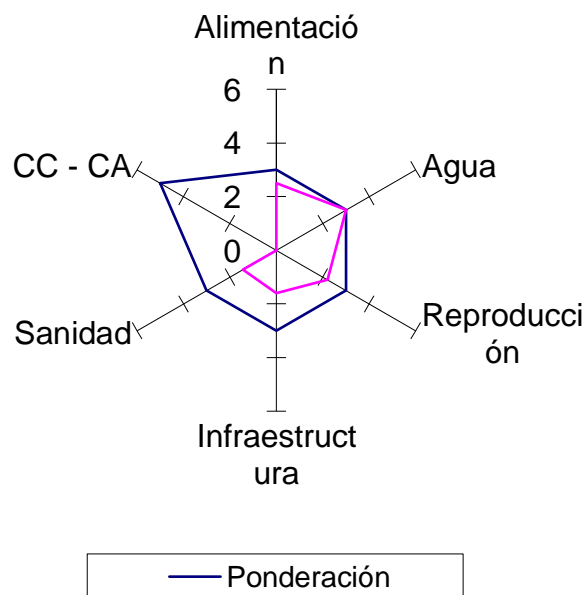 Alimentació
n
6
4
CC - CA
Agua
2
0
Sanidad
Reproducci
ón
Infraestruct
ura
Ponderación